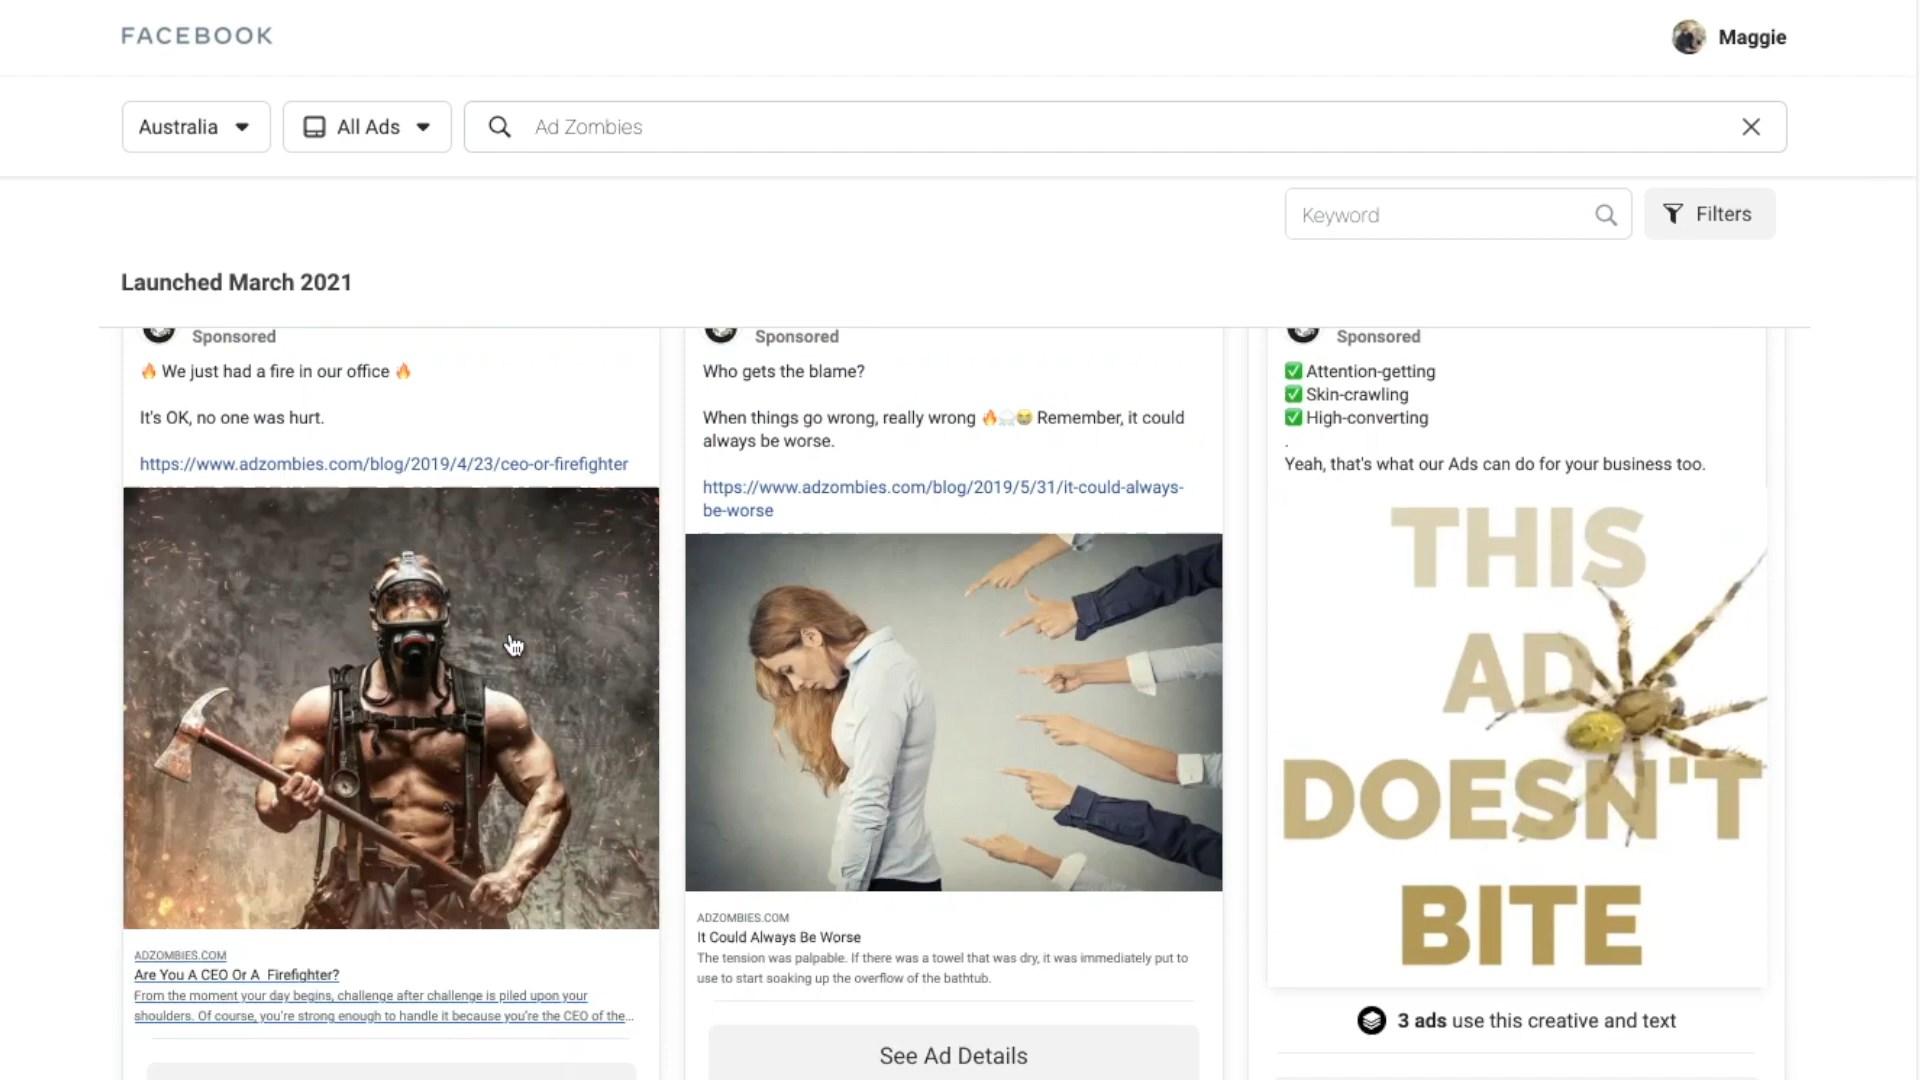 FACEBOOK
Maggie
Australia
All Ads
Ad Zombies
Keyword
Filters
Launched March 2021
Sponsored
🔥 We just had a fire in our office 🔥
It's OK, no one was hurt.
https://www.adzombies.com/blog/2019/4/23/ceo-or-firefighter
ADZOMBIES.COM
Are You A CEO Or A Firefighter?
From the moment your day begins, challenge after challenge is piled upon your
shoulders. Of course, you're strong enough to handle it because you're the CEO of the...
Sponsored
Who gets the blame?
When things go wrong, really wrong 🔥🌧😭 Remember, it could
always be worse.
https://www.adzombies.com/blog/2019/5/31/it-could-always-
be-worse
ADZOMBIES.COM
It Could Always Be Worse
The tension was palpable. If there was a towel that was dry, it was immediately put to
use to start soaking up the overflow of the bathtub.
See Ad Details
Sponsored
✅ Attention-getting
✅ Skin-crawling
✅ High-converting
.
Yeah, that's what our Ads can do for your business too.
THIS
AD
DOESN'T
BITE
3 ads use this creative and text